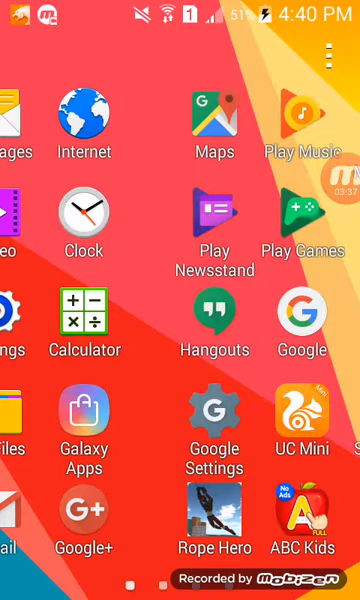 1 51% 4:40 PM
ages Internet Maps Play Music
03:37
eo Clock Play Newsstand Play Games
ngs Calculator Hangouts Google
Files Galaxy Apps Google Settings UC Mini S
Mini
ail Google+ Rope Hero ABC Kids
No Ads
A
FULL
Recorded by Mobizen